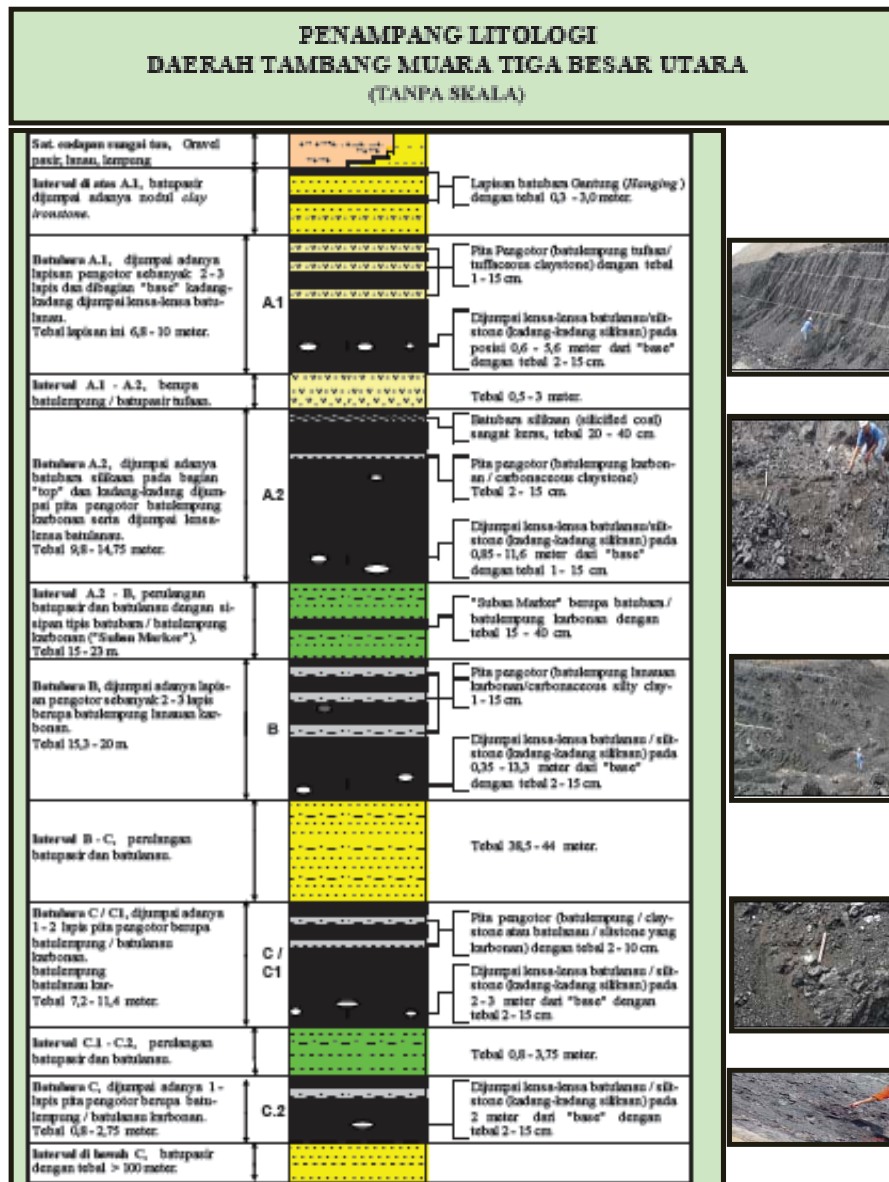 PENAMPANG LITOLOGI
DAERAH TAMBANG MUARA TIGA BESAR UTARA
(TANPA SKALA)
Sat. endapan sungai tua, Gravel
pasir, lanau, lempung
Interval di atas A.1, batupasir
dijumpai adanya nodul clay
ironstone.
Lapisan batubara Gantung (Hanging)
dengan tebal 0,3 - 3,0 meter.
Batubara A.1, dijumpai adanya
lapisan pengotor sebanyak 2 - 3
lapis dan dibagian "base" kadang-
kadang dijumpai lensa-lensa batu-
lanau.
Tebal lapisan ini 6,8 - 10 meter.
A.1
Pita Pengotor (batulempung tufaan/
tuffaceous claystone) dengan tebal
1 - 15 cm.
Dijumpai lensa-lensa batulanau/silt-
stone (kadang-kadang silikaan) pada
posisi 0,6 - 5,6 meter dari "base"
dengan tebal 2 - 15 cm.
Interval A.1 - A.2, berupa
batulempung / batupasir tufaan.
Tebal 0,5 - 3 meter.
Batubara A.2, dijumpai adanya
batubara silikaan pada bagian
"top" dan kadang-kadang dijum-
pai pita pengotor batulempung
karbonan serta dijumpai lensa-
lensa batulanau.
Tebal 9,8 - 14,75 meter.
A.2
Batubara silikaan (silicified coal)
sangat keras, tebal 20 - 40 cm
Pita pengotor (batulempung karbon-
an / carbonaceous claystone)
Tebal 2 - 15 cm.
Dijumpai lensa-lensa batulanau/silt-
stone (kadang-kadang silikaan) pada
0,85 - 11,6 meter dari "base"
dengan tebal 1 - 15 cm.
Interval A.2 - B, perulangan
batupasir dan batulanau dengan si-
sipan tipis batubara / batulempung
karbonan ("Suban Marker").
Tebal 15 - 23 m.
"Suban Marker" berupa batubara /
batulempung karbonan dengan
tebal 15 - 40 cm.
Batubara B, dijumpai adanya lapis-
an pengotor sebanyak 2 - 3 lapis
berupa batulempung lanauan kar-
bonan.
Tebal 15,3 - 20 m.
B
Pita pengotor (batulempung lanauan
karbonan/carbonaceous silty clay-
1 - 15 cm.
Dijumpai lensa-lensa batulanau / silt-
stone (kadang-kadang silikaan) pada
0,35 - 13,3 meter dari "base"
dengan tebal 2 - 15 cm.
Interval B - C, perulangan
batupasir dan batulanau.
Tebal 38,5 - 44 meter.
Batubara C / C1, dijumpai adanya
1 - 2 lapis pita pengotor berupa
batulempung / batulanau
karbonan.
batulempung
batulanau kar-
Tebal 7,2 - 11,4 meter.
C /
C1
Pita pengotor (batulempung / clay-
stone atau batulanau / slistone yang
karbonan) dengan tebal 2 - 10 cm.
Dijumpai lensa-lensa batulanau / silt-
stone (kadang-kadang silikaan) pada
2 - 3 meter dari "base" dengan
tebal 2 - 15 cm.
Interval C.1 - C.2, perulangan
batupasir dan batulanau.
Tebal 0,8 - 3,75 meter.
Batubara C, dijumpai adanya 1 -
lapis pita pengotor berupa batu-
lempung / batulanau karbonan.
Tebal 0,8 - 2,75 meter.
C.2
Dijumpai lensa-lensa batulanau / silt-
stone (kadang-kadang silikaan) pada
2 meter dari "base" dengan
tebal 2 - 15 cm
Interval di bawah C, batupasir
dengan tebal > 100 meter.